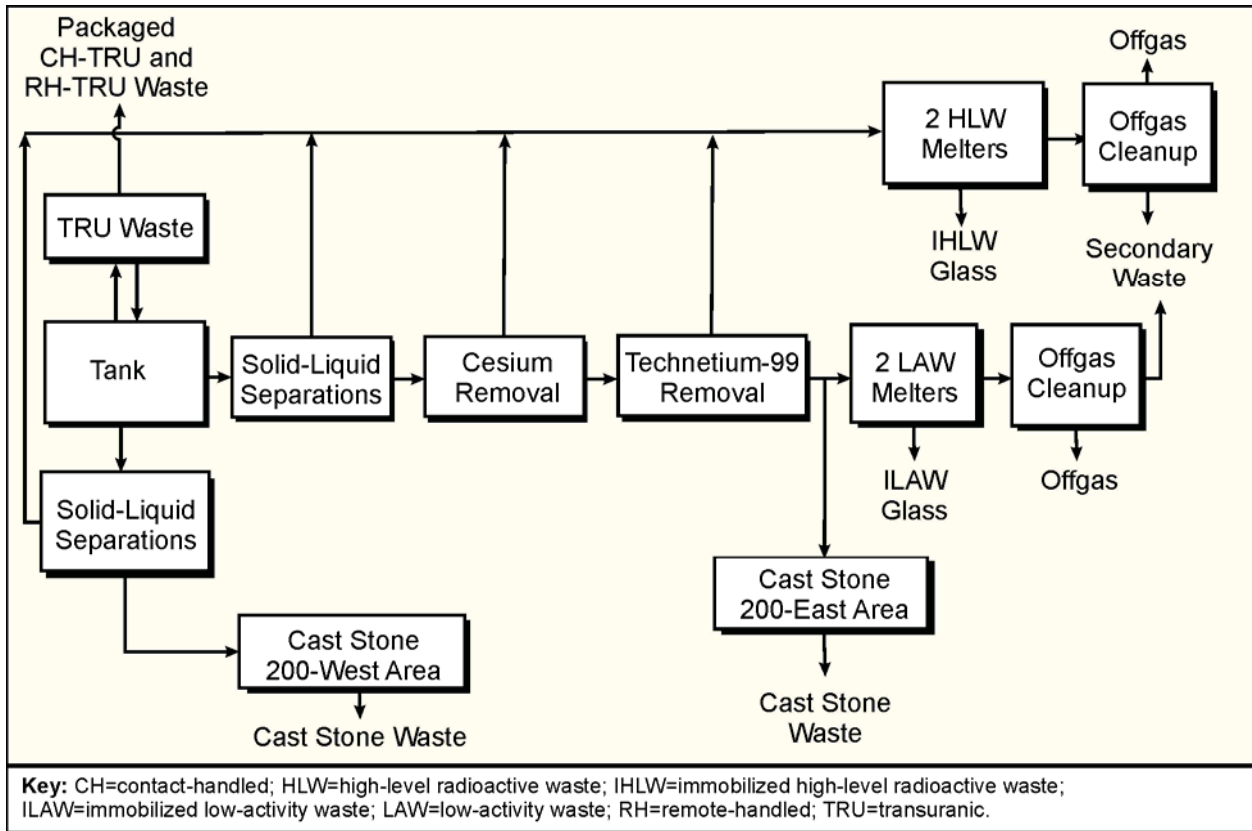 Packaged
CH-TRU and
RH-TRU Waste
Offgas
2 HLW
Melters
Offgas
Cleanup
TRU Waste
IHLW
Glass
Secondary
Waste
Tank
Solid-Liquid
Separations
Cesium
Removal
Technetium-99
Removal
2 LAW
Melters
Offgas
Cleanup
Solid-Liquid
Separations
ILAW
Glass
Offgas
Cast Stone
200-East Area
Cast Stone
200-West Area
Cast Stone
Waste
Cast Stone Waste
Key: CH=contact-handled; HLW=high-level radioactive waste; IHLW=immobilized high-level radioactive waste;
ILAW=immobilized low-activity waste; LAW=low-activity waste; RH=remote-handled; TRU=transuranic.